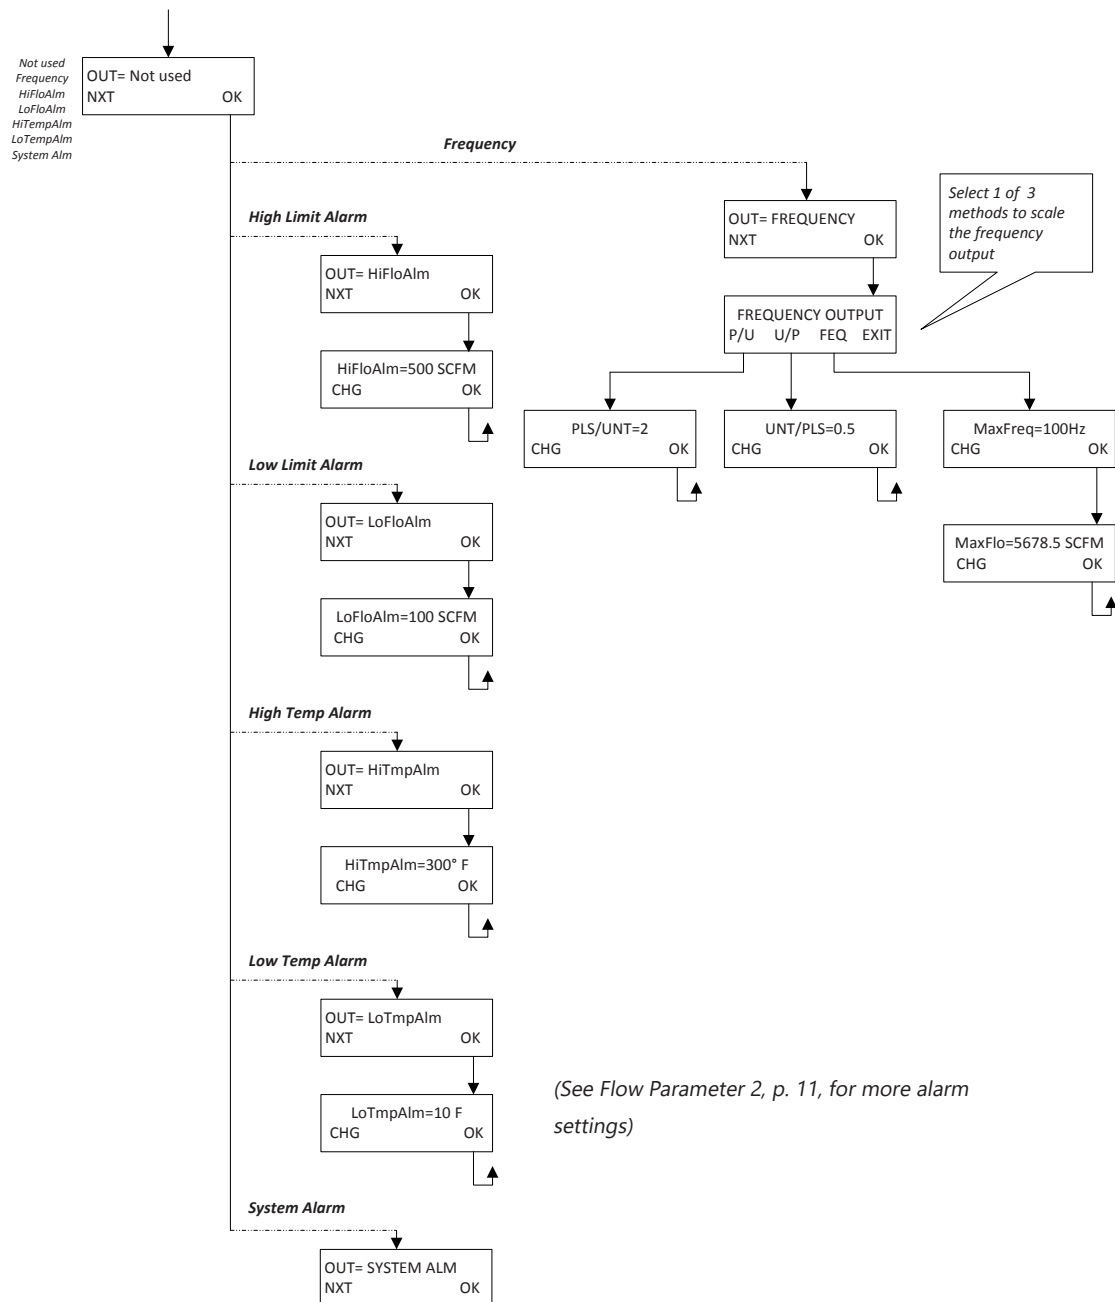 Not used
Frequency
HiFloAlm
LoFloAlm
HiTempAlm
LoTempAlm
System Alm
OUT= Not used
NXT OK
Frequency
Select 1 of 3
methods to scale
the frequency
output
OUT= FREQUENCY
NXT OK
FREQUENCY OUTPUT
P/U U/P FEQ EXIT
PLS/UNT=2
CHG OK
UNT/PLS=0.5
CHG OK
MaxFreq=100Hz
CHG OK
MaxFlo=5678.5 SCFM
CHG OK
High Limit Alarm
OUT= HiFloAlm
NXT OK
HiFloAlm=500 SCFM
CHG OK
Low Limit Alarm
OUT= LoFloAlm
NXT OK
LoFloAlm=100 SCFM
CHG OK
High Temp Alarm
OUT= HiTmpAlm
NXT OK
HiTmpAlm=300° F
CHG OK
Low Temp Alarm
OUT= LoTmpAlm
NXT OK
LoTmpAlm=10 F
CHG OK
(See Flow Parameter 2, p. 11, for more alarm
settings)
System Alarm
OUT= SYSTEM ALM
NXT OK